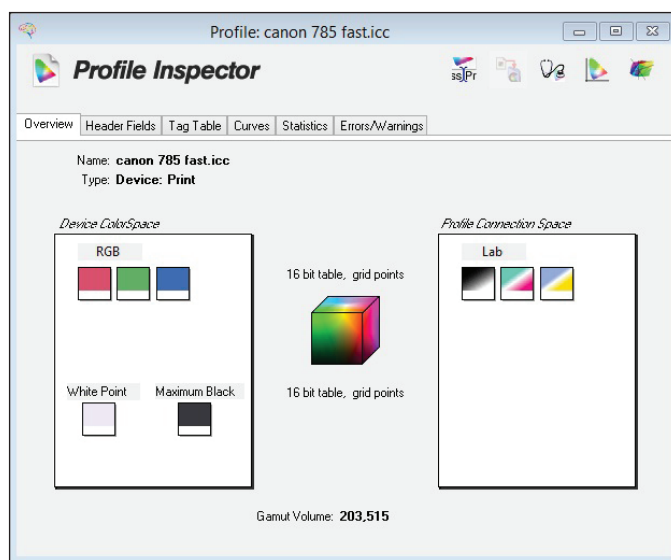 Profile: canon 785 fast.icc
Profile Inspector
ss Pr
Overview Header Fields Tag Table Curves Statistics Errors/Warnings
Name: canon 785 fast.icc
Type: Device: Print
Device ColorSpace
Profile Connection Space
RGB
Lab
16 bit table, grid points
White Point Maximum Black
16 bit table, grid points
Gamut Volume: 203,515